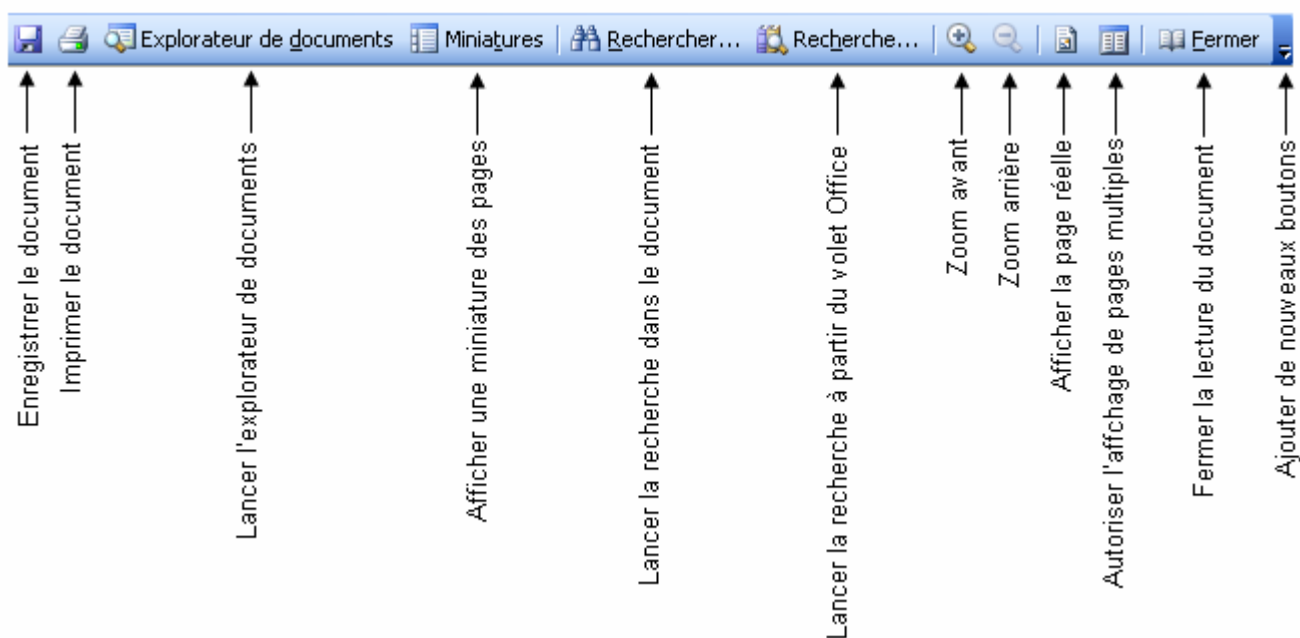 Explorateur de documents Miniatures Rechercher... Recherche... Fermer
Enregistrrer le document
Imprimer le document
Lancer l'explorateur de documents
Afficher une miniature des pages
Lancer la recherche dans le document
Lancer la recherche à partir du volet Office
Zoom avant
Zoom arrière
Afficher la page réelle
Autoriser l'affchage de pages multiples
Fermer la lecture du document
Ajouter de nouveaux boutons